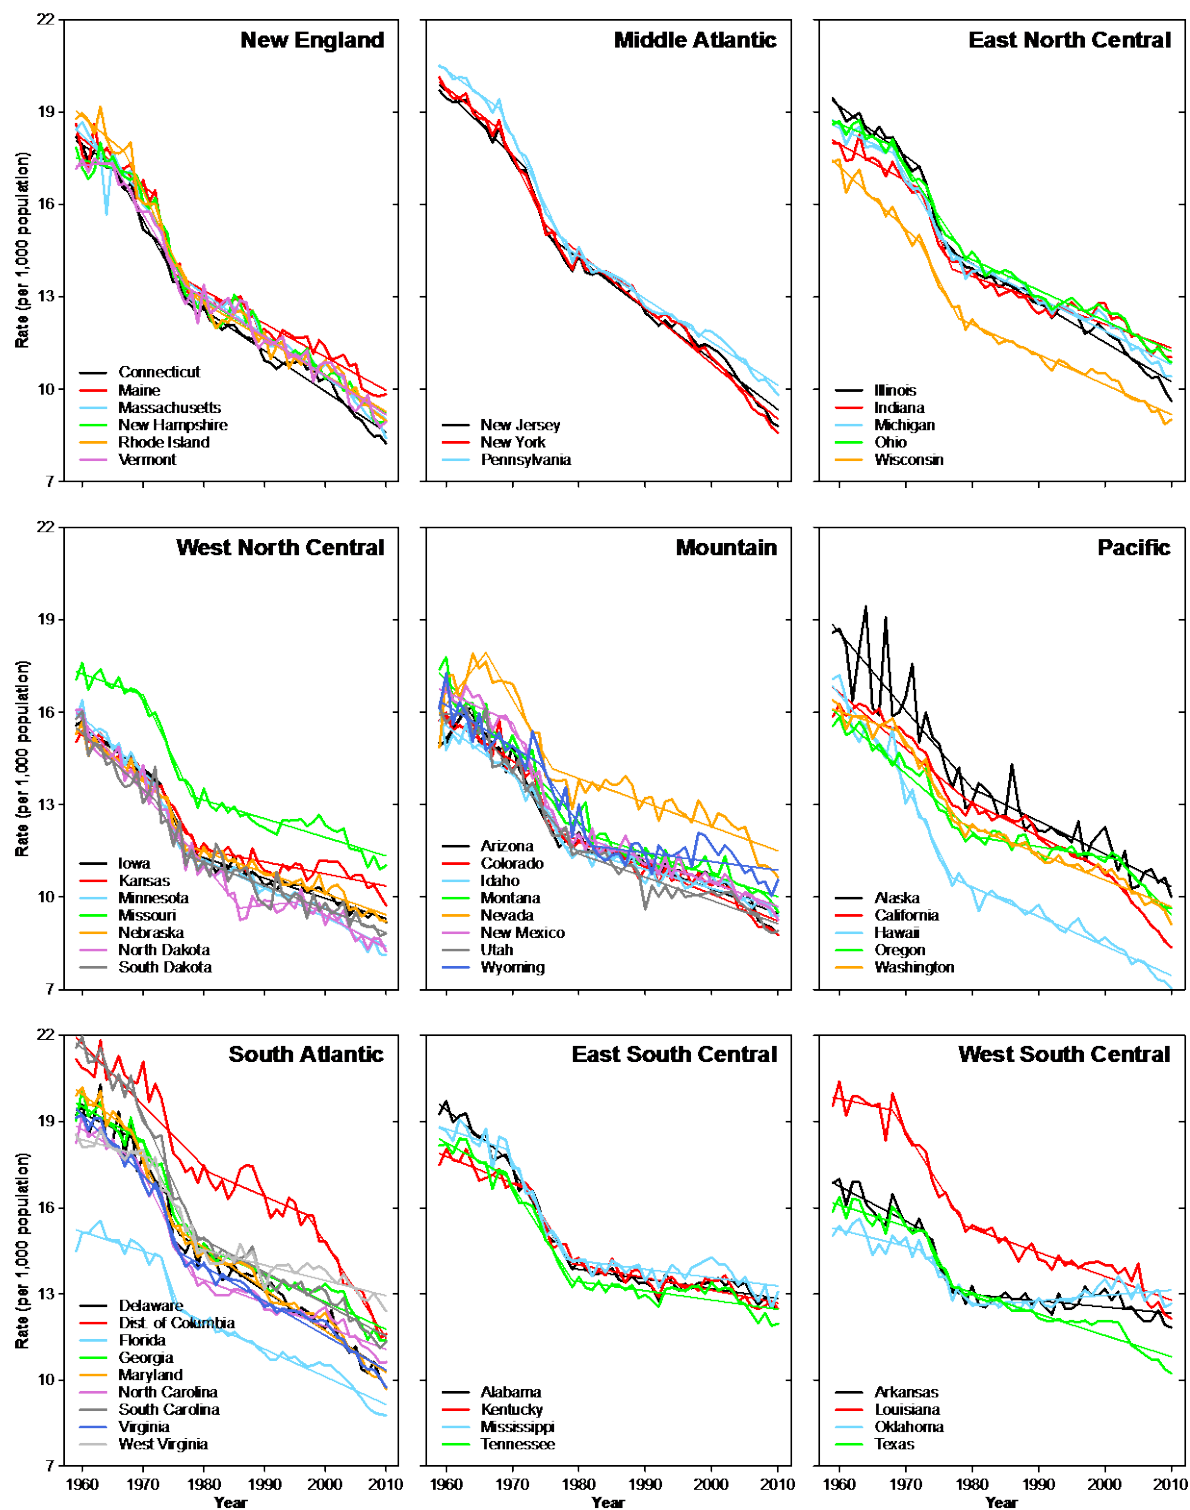 New England
Middle Atlantic
East North Central
22
19
16
13
10
7
Rate (per 1,000 population)
Connecticut
Maine
Massachusetts
New Hampshire
Rhode Island
Vermont
New Jersey
New York
Pennsylvania
Illinois
Indiana
Michigan
Ohio
Wisconsin
West North Central
Mountain
Pacific
22
19
16
13
10
7
Rate (per 1,000 population)
Iowa
Kansas
Minnesota
Missouri
Nebraska
North Dakota
South Dakota
Arizona
Colorado
Idaho
Montana
Nevada
New Mexico
Utah
Wyoming
Alaska
California
Hawaii
Oregon
Washington
South Atlantic
East South Central
West South Central
22
19
16
13
10
7
Rate (per 1,000 population)
Delaware
Dist. of Columbia
Florida
Georgia
Maryland
North Carolina
South Carolina
Virginia
West Virginia
Alabama
Kentucky
Mississippi
Tennessee
Arkansas
Louisiana
Oklahoma
Texas
1960 1970 1980 1990 2000 2010
1960 1970 1980 1990 2000 2010
1960 1970 1980 1990 2000 2010
Year
Year
Year